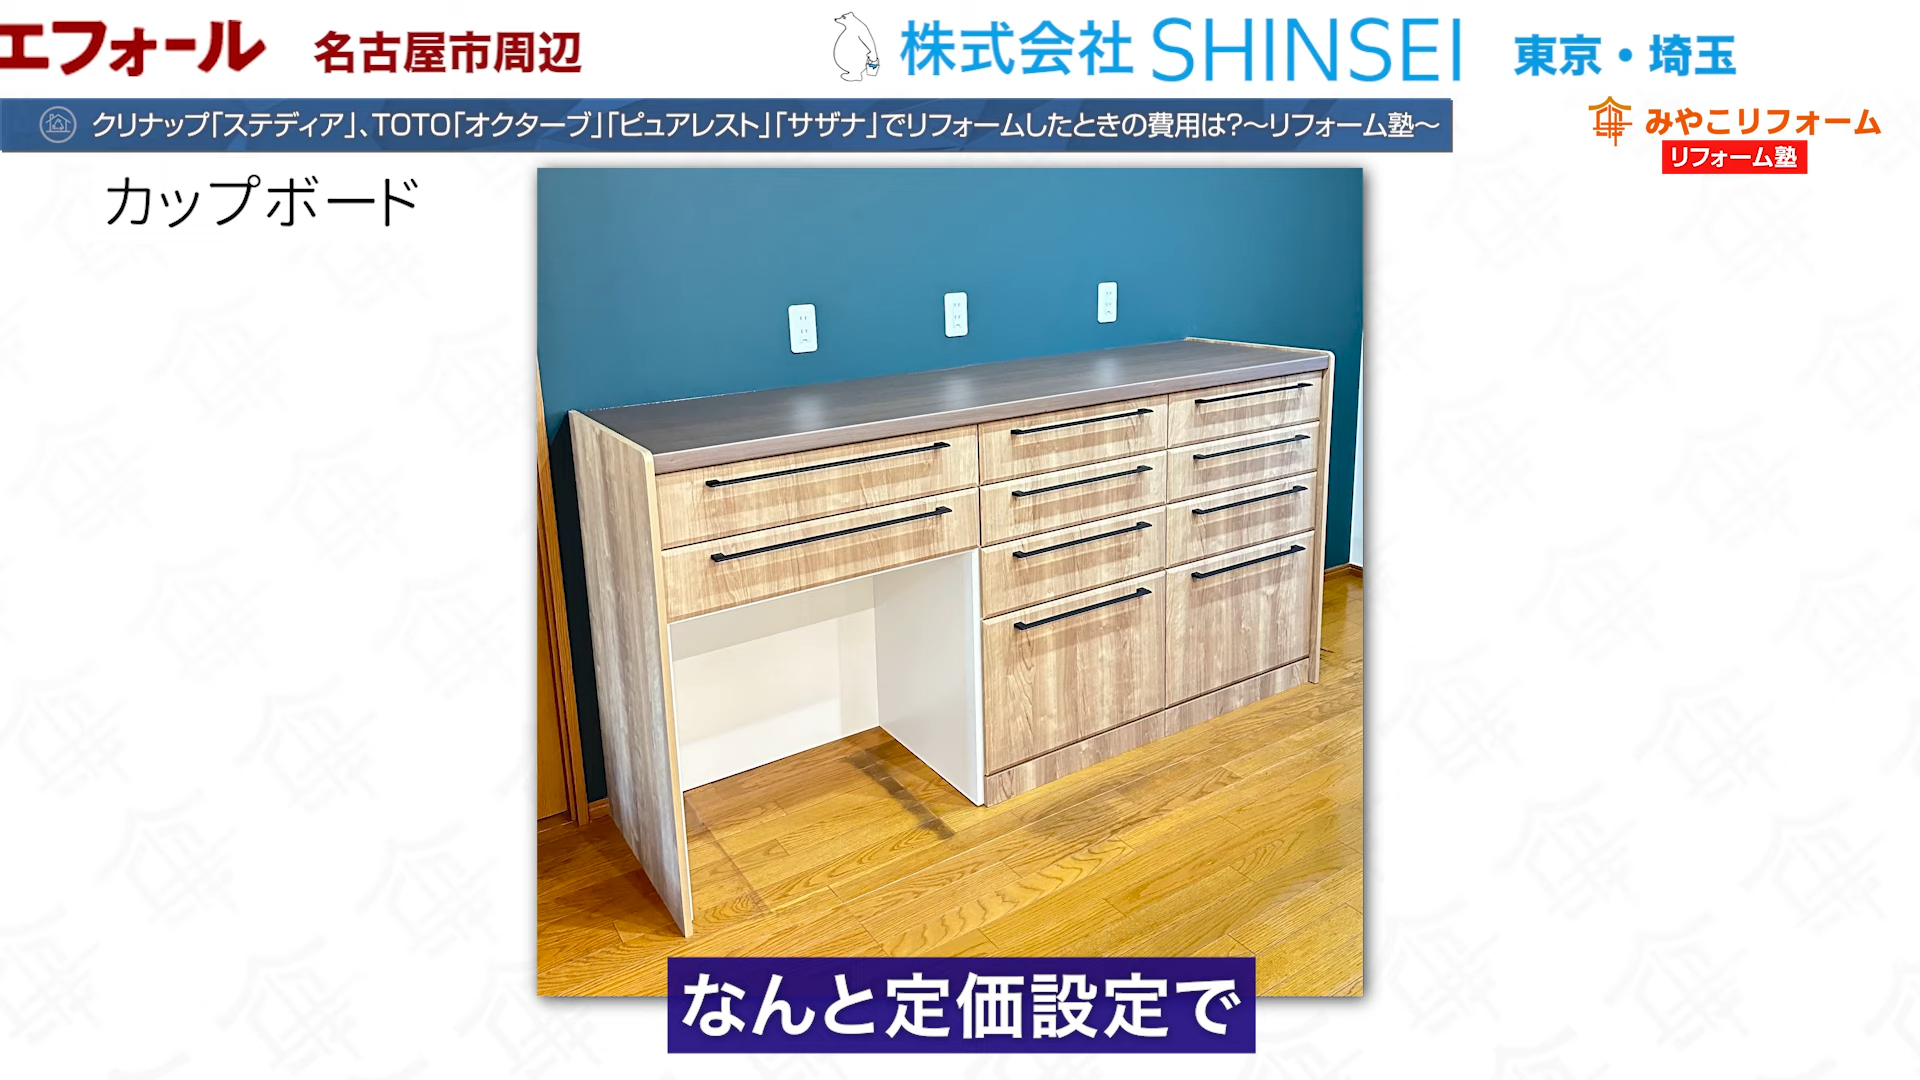 エフォール 名古屋市周辺
株式会社SHINSEI 東京・埼玉
クリナップ「ステディア」、TOTO「オクターブ」「ピュアレスト」「サザナ」でリフォームしたときの費用は?～リフォーム塾～
みやこリフォーム
リフォーム塾
カップボード
なんと定価設定で